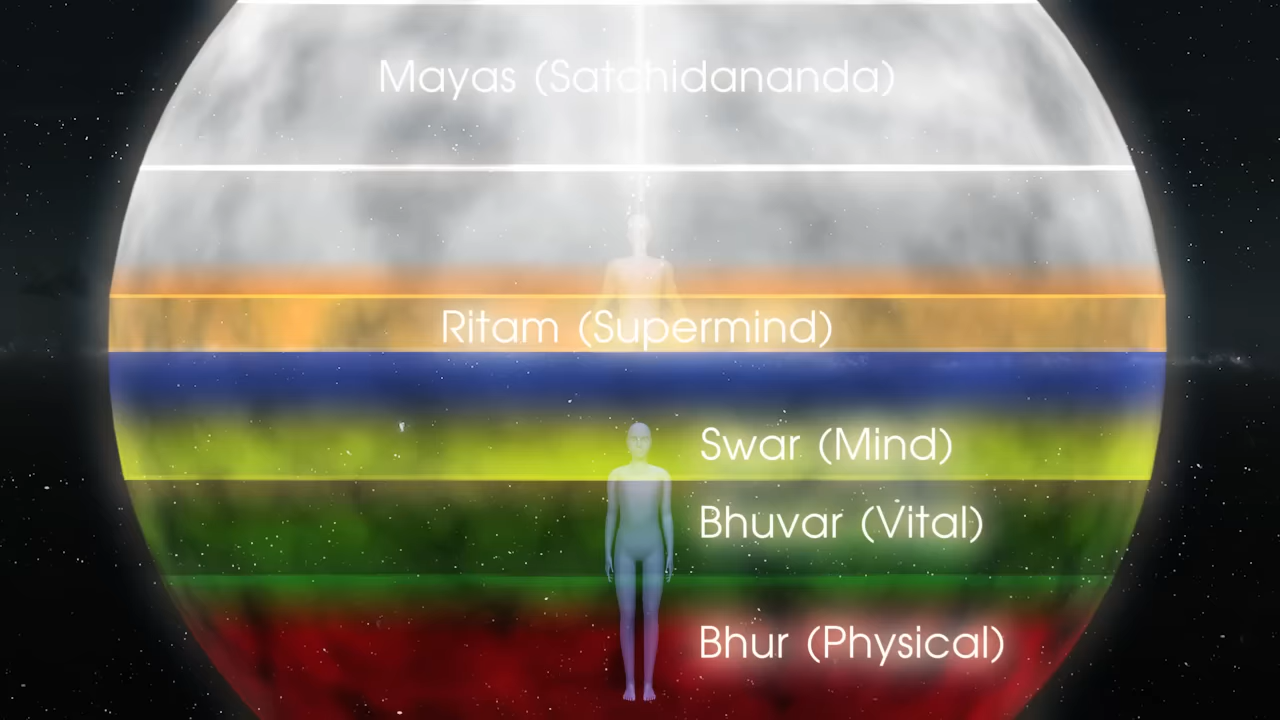 Mayas (Satchidananda)
Ritam (Supermind)
Swar (Mind)
Bhuvar (Vital)
Bhur (Physical)